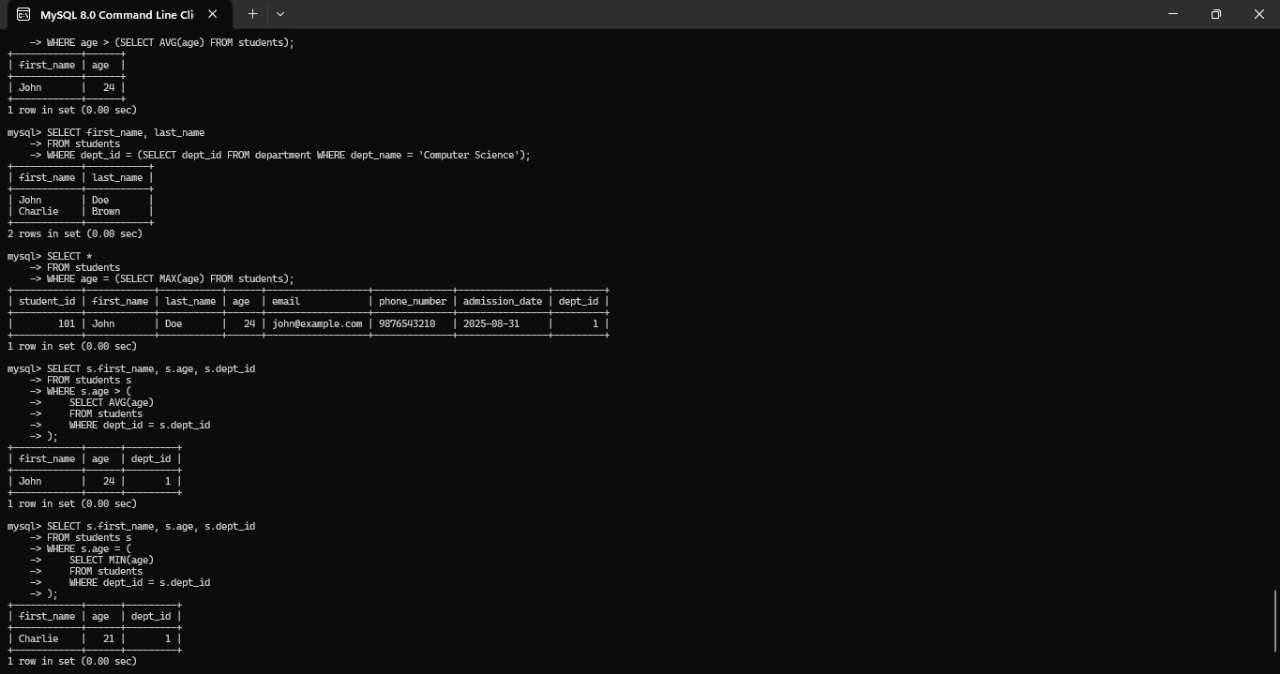 MySQL 8.0 Command Line Cli
    -> WHERE age > (SELECT AVG(age) FROM students);
+------------+------+
| first_name | age  |
+------------+------+
| John       |   24 |
+------------+------+
1 row in set (0.00 sec)

mysql> SELECT first_name, last_name
    -> FROM students
    -> WHERE dept_id = (SELECT dept_id FROM department WHERE dept_name = 'Computer Science');
+------------+-----------+
| first_name | last_name |
+------------+-----------+
| John       | Doe       |
| Charlie    | Brown     |
+------------+-----------+
2 rows in set (0.00 sec)

mysql> SELECT *
    -> FROM students
    -> WHERE age = (SELECT MAX(age) FROM students);
+------------+------------+-----------+------+------------------+--------------+----------------+---------+
| student_id | first_name | last_name | age  | email            | phone_number | admission_date | dept_id |
+------------+------------+-----------+------+------------------+--------------+----------------+---------+
|        101 | John       | Doe       |   24 | john@example.com | 9876543210   | 2025-08-31     |       1 |
+------------+------------+-----------+------+------------------+--------------+----------------+---------+
1 row in set (0.00 sec)

mysql> SELECT s.first_name, s.age, s.dept_id
    -> FROM students s
    -> WHERE s.age > (
    ->     SELECT AVG(age)
    ->     FROM students
    ->     WHERE dept_id = s.dept_id
    -> );
+------------+------+---------+
| first_name | age  | dept_id |
+------------+------+---------+
| John       |   24 |       1 |
+------------+------+---------+
1 row in set (0.00 sec)

mysql> SELECT s.first_name, s.age, s.dept_id
    -> FROM students s
    -> WHERE s.age = (
    ->     SELECT MIN(age)
    ->     FROM students
    ->     WHERE dept_id = s.dept_id
    -> );
+------------+------+---------+
| first_name | age  | dept_id |
+------------+------+---------+
| Charlie    |   21 |       1 |
+------------+------+---------+
1 row in set (0.00 sec)